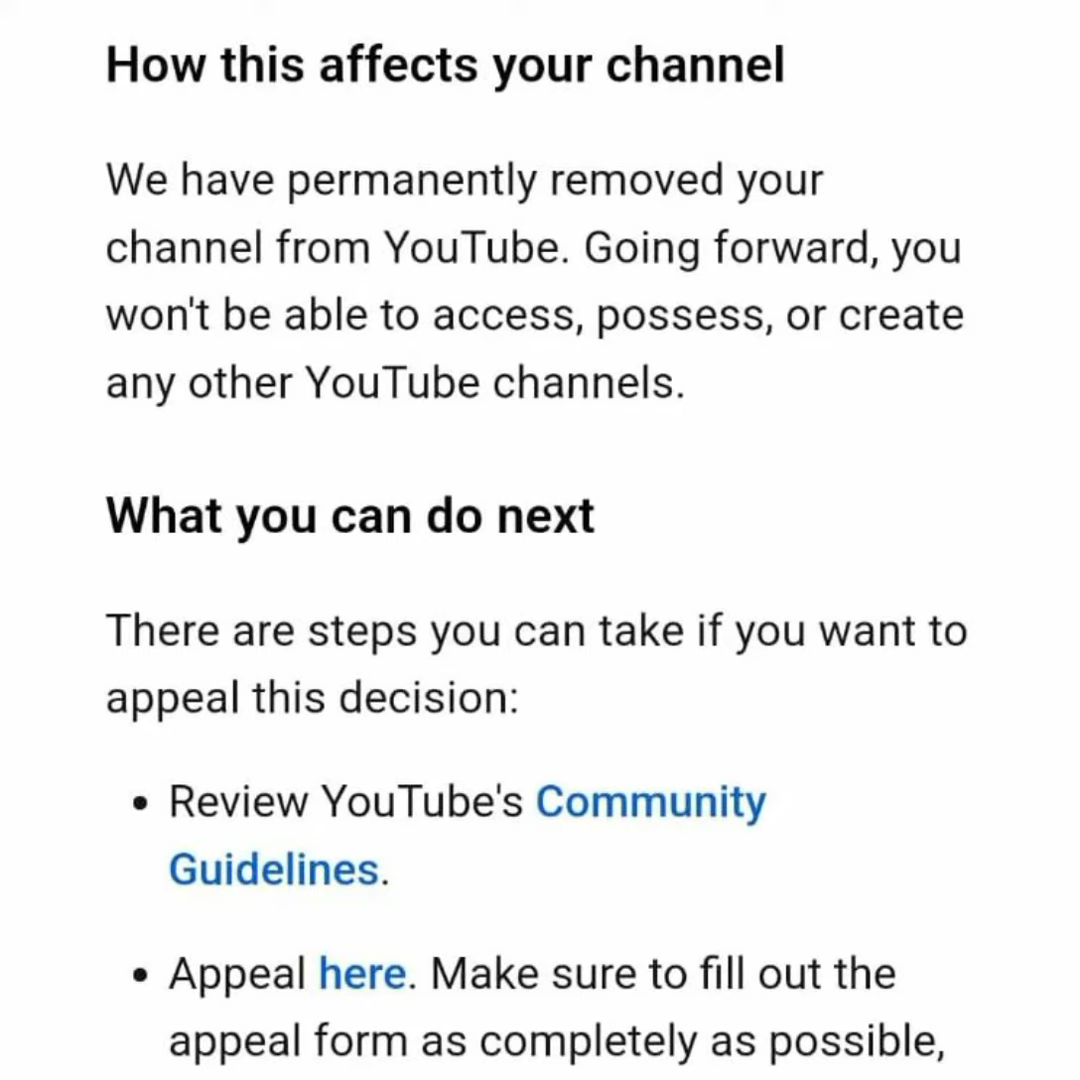 How this affects your channel
We have permanently removed your
channel from YouTube. Going forward, you
won't be able to access, possess, or create
any other YouTube channels.
What you can do next
There are steps you can take if you want to
appeal this decision:
• Review YouTube's Community
Guidelines.
• Appeal here. Make sure to fill out the
appeal form as completely as possible,